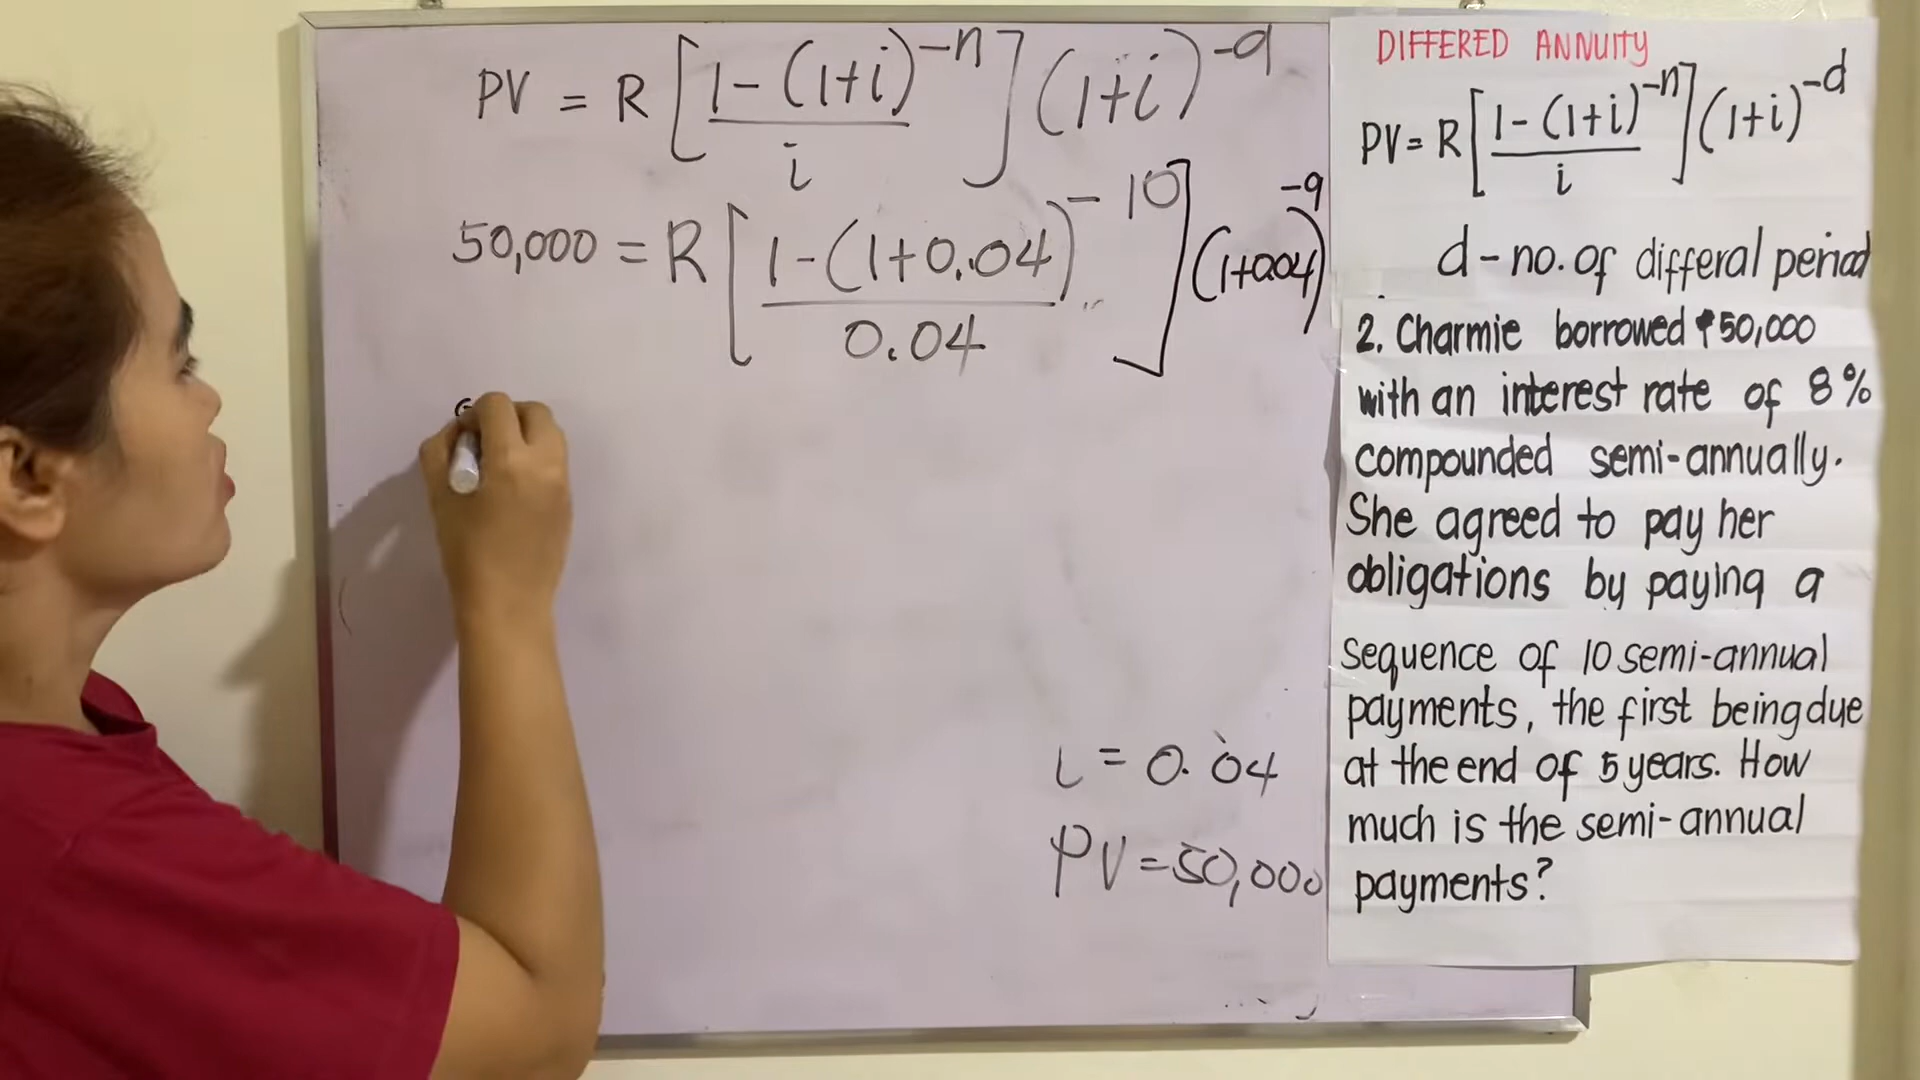 PV = R [1-(1+i)^-n / i] (1+i)^-d
50,000 = R [1-(1+0.04)^-10 / 0.04] (1+0.04)^-9
i = 0.04
PV = 50,000
DIFFERED ANNUITY
PV = R [1-(1+i)^-n / i] (1+i)^-d
d - no. of differal period
2. Charmie borrowed ₱50,000
with an interest rate of 8%
compounded semi-annually.
She agreed to pay her
obligations by paying a
sequence of 10 semi-annual
payments, the first being due
at the end of 5 years. How
much is the semi-annual
payments?